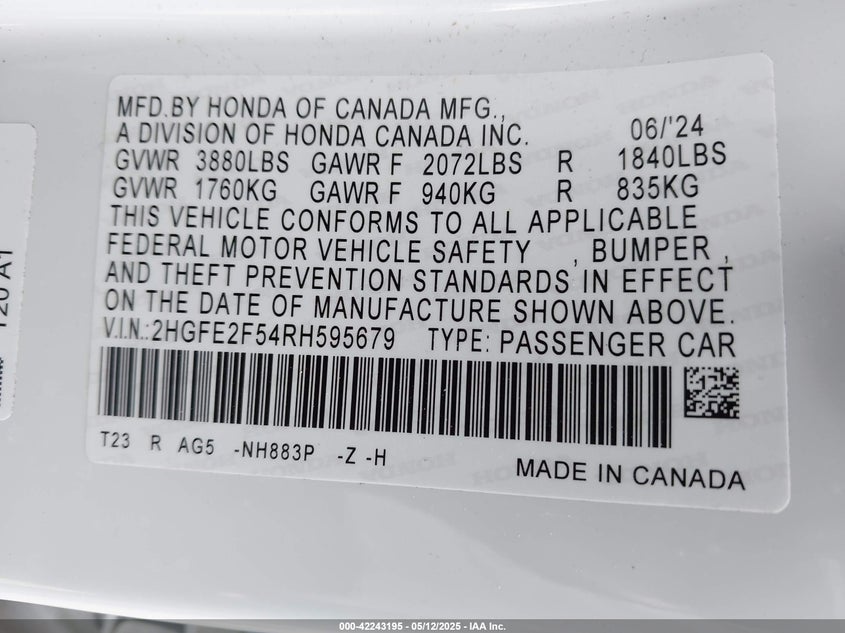 MFD.BY HONDA OF CANADA MFG.,
A DIVISION OF HONDA CANADA INC. 06/'24
GVWR 3880LBS GAWR F 2072LBS R 1840LBS
GVWR 1760KG GAWR F 940KG R 835KG
THIS VEHICLE CONFORMS TO ALL APPLICABLE
FEDERAL MOTOR VEHICLE SAFETY , BUMPER ,
AND THEFT PREVENTION STANDARDS IN EFFECT
ON THE DATE OF MANUFACTURE SHOWN ABOVE.
V.I.N.:2HGFE2F54RH595679 TYPE: PASSENGER CAR
T23 R AG5 -NH883P -Z -H
MADE IN CANADA
120 A1
000-42243195 - 05/12/2025 - IAA Inc.